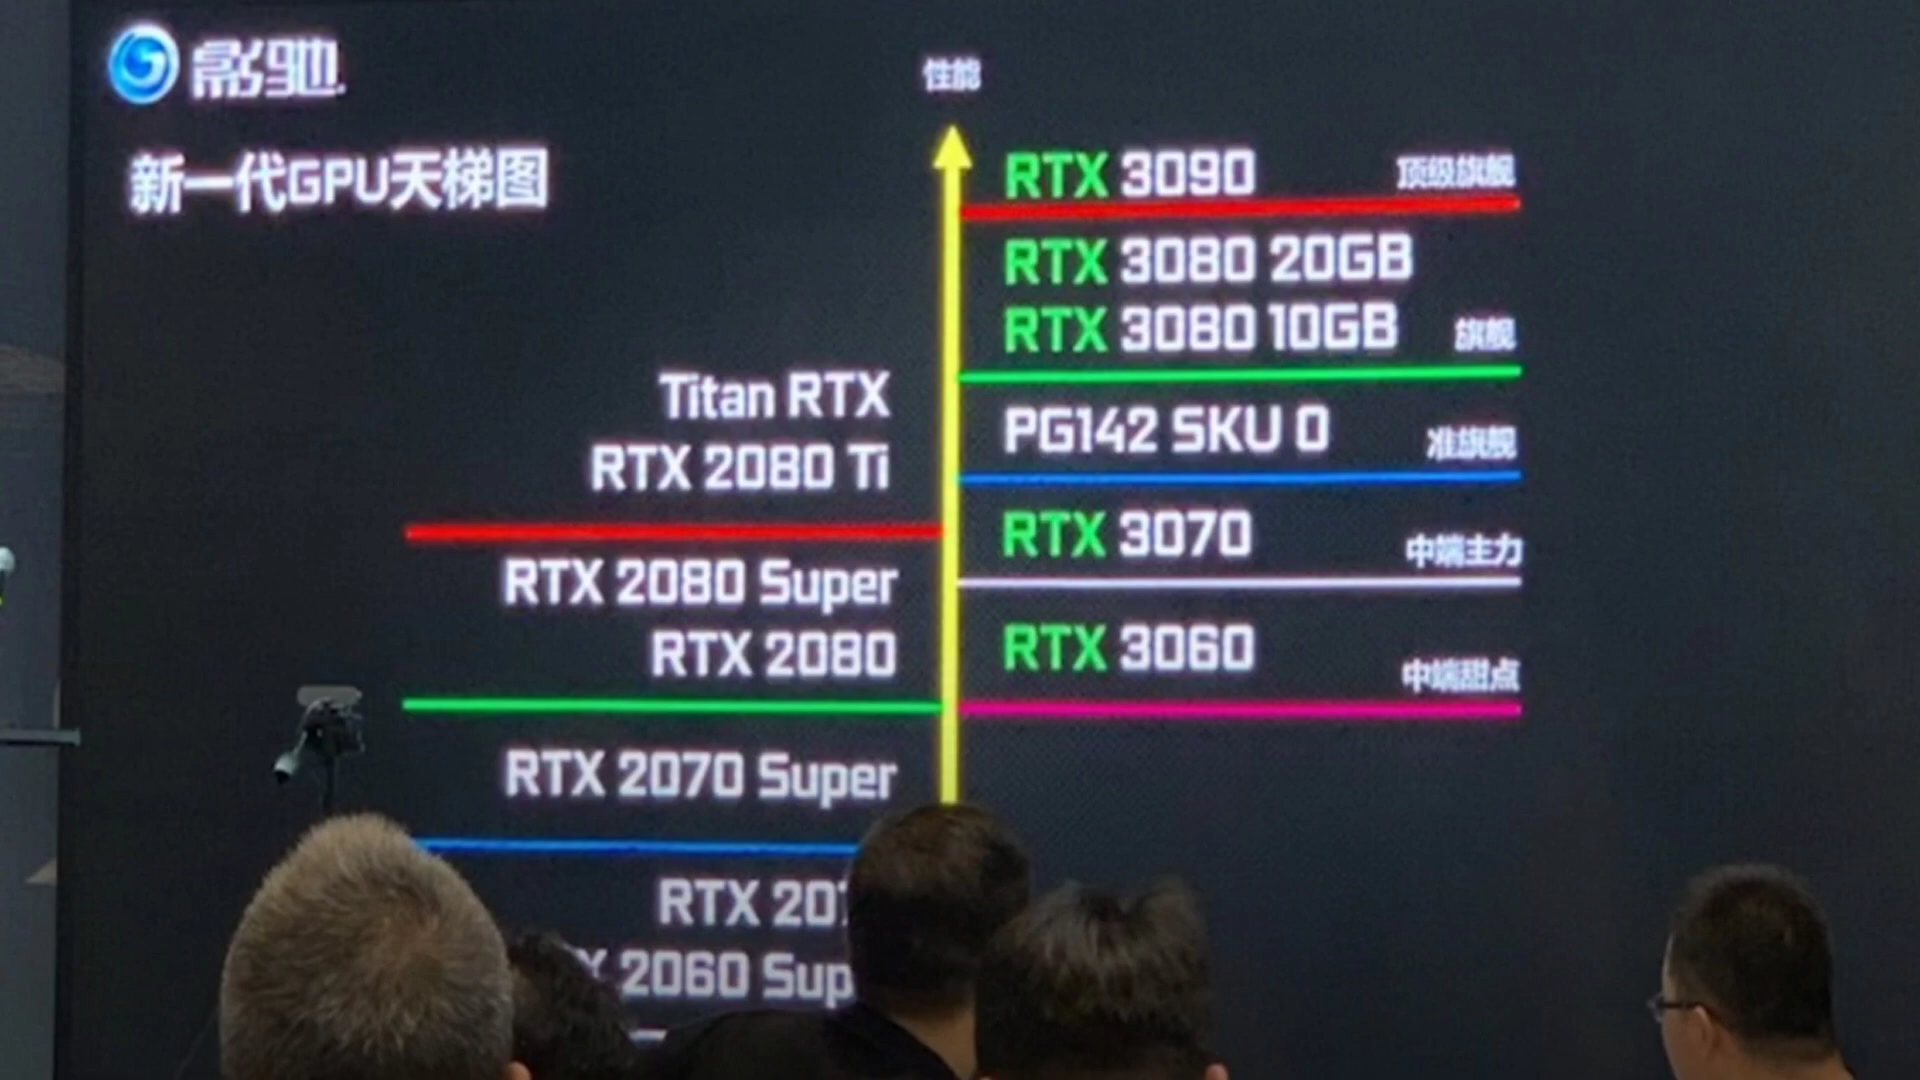 影驰
新一代GPU天梯图
性能
RTX 3090 顶级旗舰
RTX 3080 20GB
RTX 3080 10GB 旗舰
PG142 SKU 0 准旗舰
RTX 3070 中端主力
RTX 3060 中端甜点
Titan RTX
RTX 2080 Ti
RTX 2080 Super
RTX 2080
RTX 2070 Super
RTX
2060